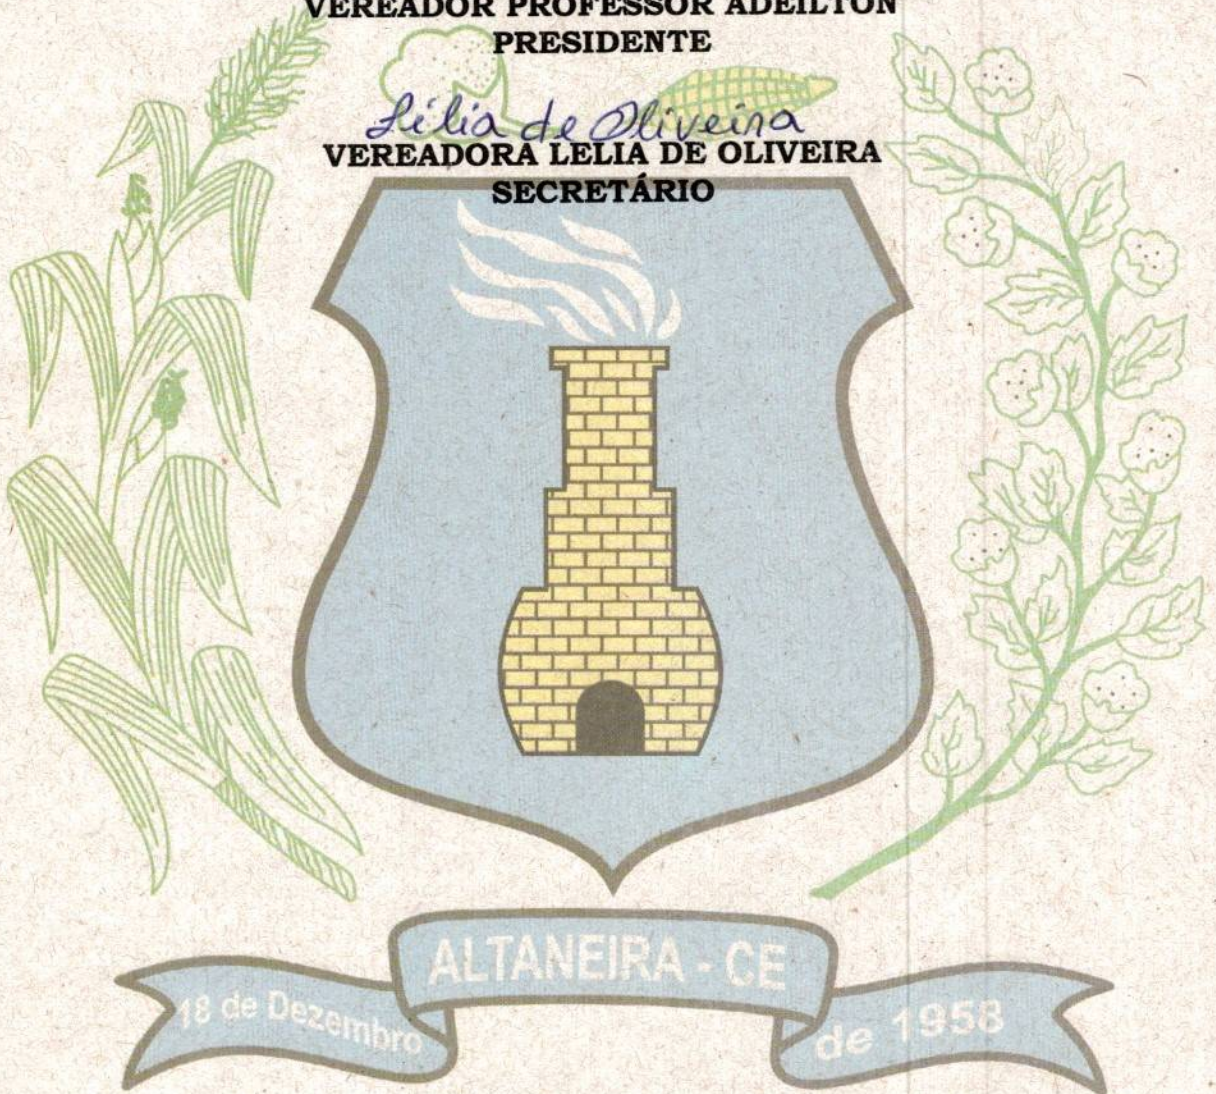 VEREADOR PROFESSOR ADEILTON
PRESIDENTE
Lélia de Oliveira
VEREADORA LELIA DE OLIVEIRA
SECRETÁRIO
ALTANEIRA - CE
18 de Dezembro
de 1958